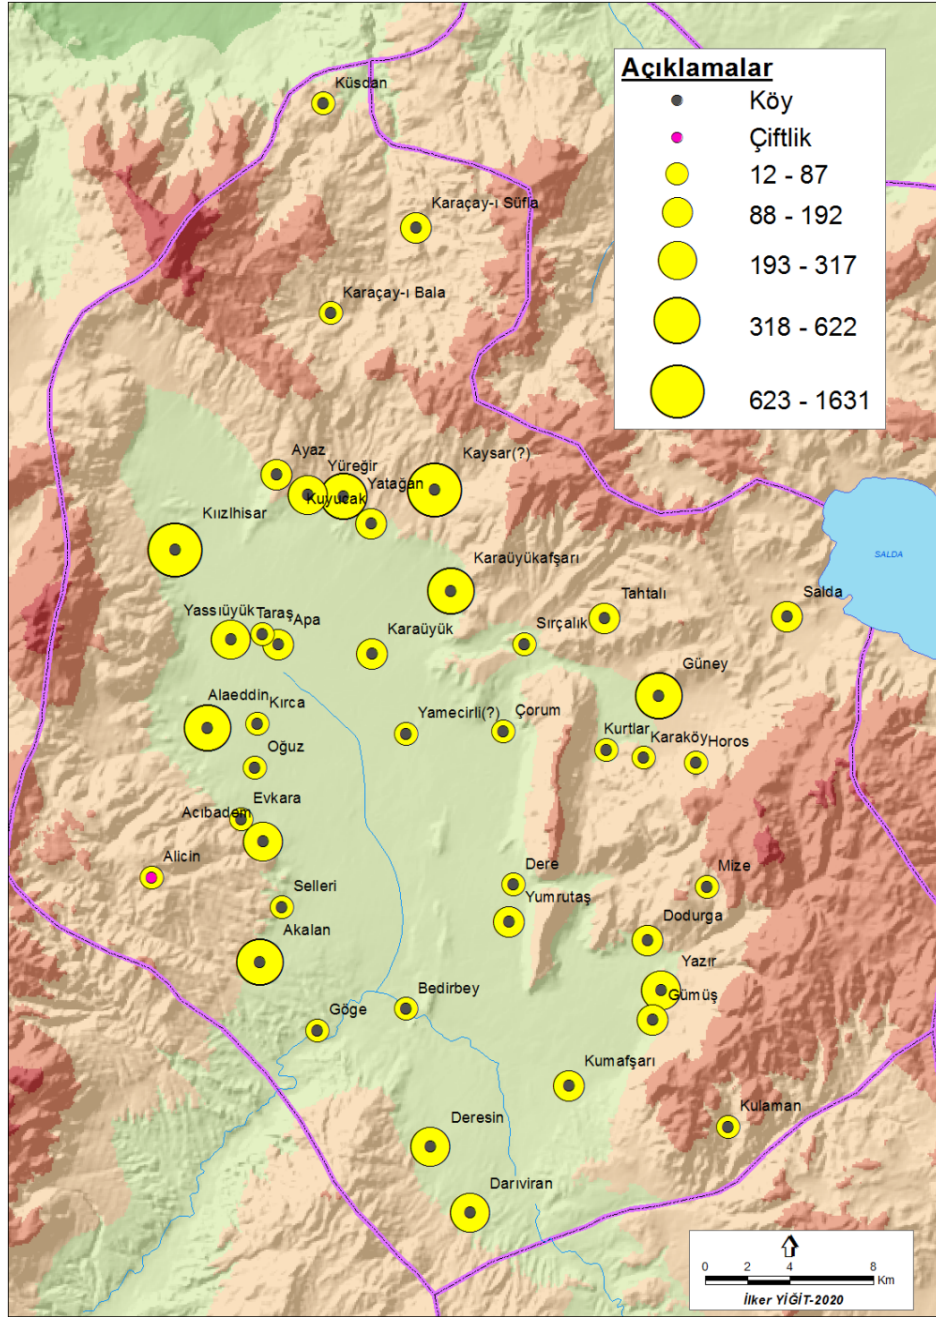 Açıklamalar
Köy
Çiftlik
12 - 87
88 - 192
193 - 317
318 - 622
623 - 1631
Küsdan
Karaçay-ı Süfla
Karaçay-ı Bala
Ayaz
Yüreğir
Kaysar(?)
Kuyucak
Yatağan
Kıızlhisar
SALDA
Karaüyükafşarı
Tahtalı
Salda
Yassıüyük
Taraş
Apa
Karaüyük
Sırçalık
Güney
Alaeddin
Kırca
Yamecirli(?)
Çorum
Kurtlar
Karaköy
Horos
Oğuz
Evkara
Acıbadem
Alicin
Dere
Mize
Selleri
Yumrutaş
Akalan
Dodurga
Yazır
Gümüş
Bedirbey
Göge
Kumafşarı
Kulaman
Deresin
Darıviran
0 2 4 8
Km
İlker YİĞİT-2020